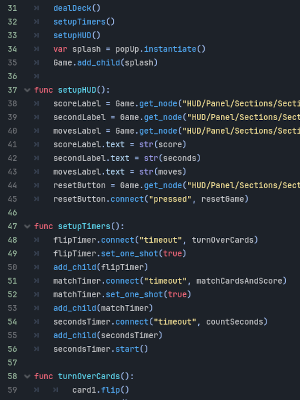 31 dealDeck()
32 setupTimers()
33 setupHUD()
34 var splash = popUp.instantiate()
35 Game.add_child(splash)
36
37 func setupHUD():
38 scoreLabel = Game.get_node("HUD/Panel/Sections/Secti
39 secondLabel = Game.get_node("HUD/Panel/Sections/Sect
40 movesLabel = Game.get_node("HUD/Panel/Sections/Secti
41 scoreLabel.text = str(score)
42 secondLabel.text = str(seconds)
43 movesLabel.text = str(moves)
44 resetButton = Game.get_node("HUD/Panel/Sections/Sect
45 resetButton.connect("pressed", resetGame)
46
47 func setupTimers():
48 flipTimer.connect("timeout", turnOverCards)
49 flipTimer.set_one_shot(true)
50 add_child(flipTimer)
51 matchTimer.connect("timeout", matchCardsAndScore)
52 matchTimer.set_one_shot(true)
53 add_child(matchTimer)
54 secondsTimer.connect("timeout", countSeconds)
55 add_child(secondsTimer)
56 secondsTimer.start()
57
58 func turnOverCards():
59 card1.flip()